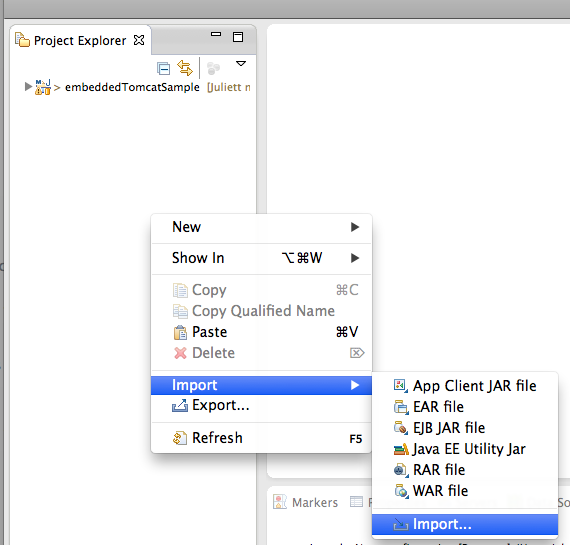 Project Explorer
> embeddedTomcatSample [Juliett
New
Show In ⌥⌘W
Copy ⌘C
Copy Qualified Name
Paste ⌘V
Delete
Import
Export...
Refresh F5
App Client JAR file
EAR file
EJB JAR file
Java EE Utility Jar
RAR file
WAR file
Import...
Markers